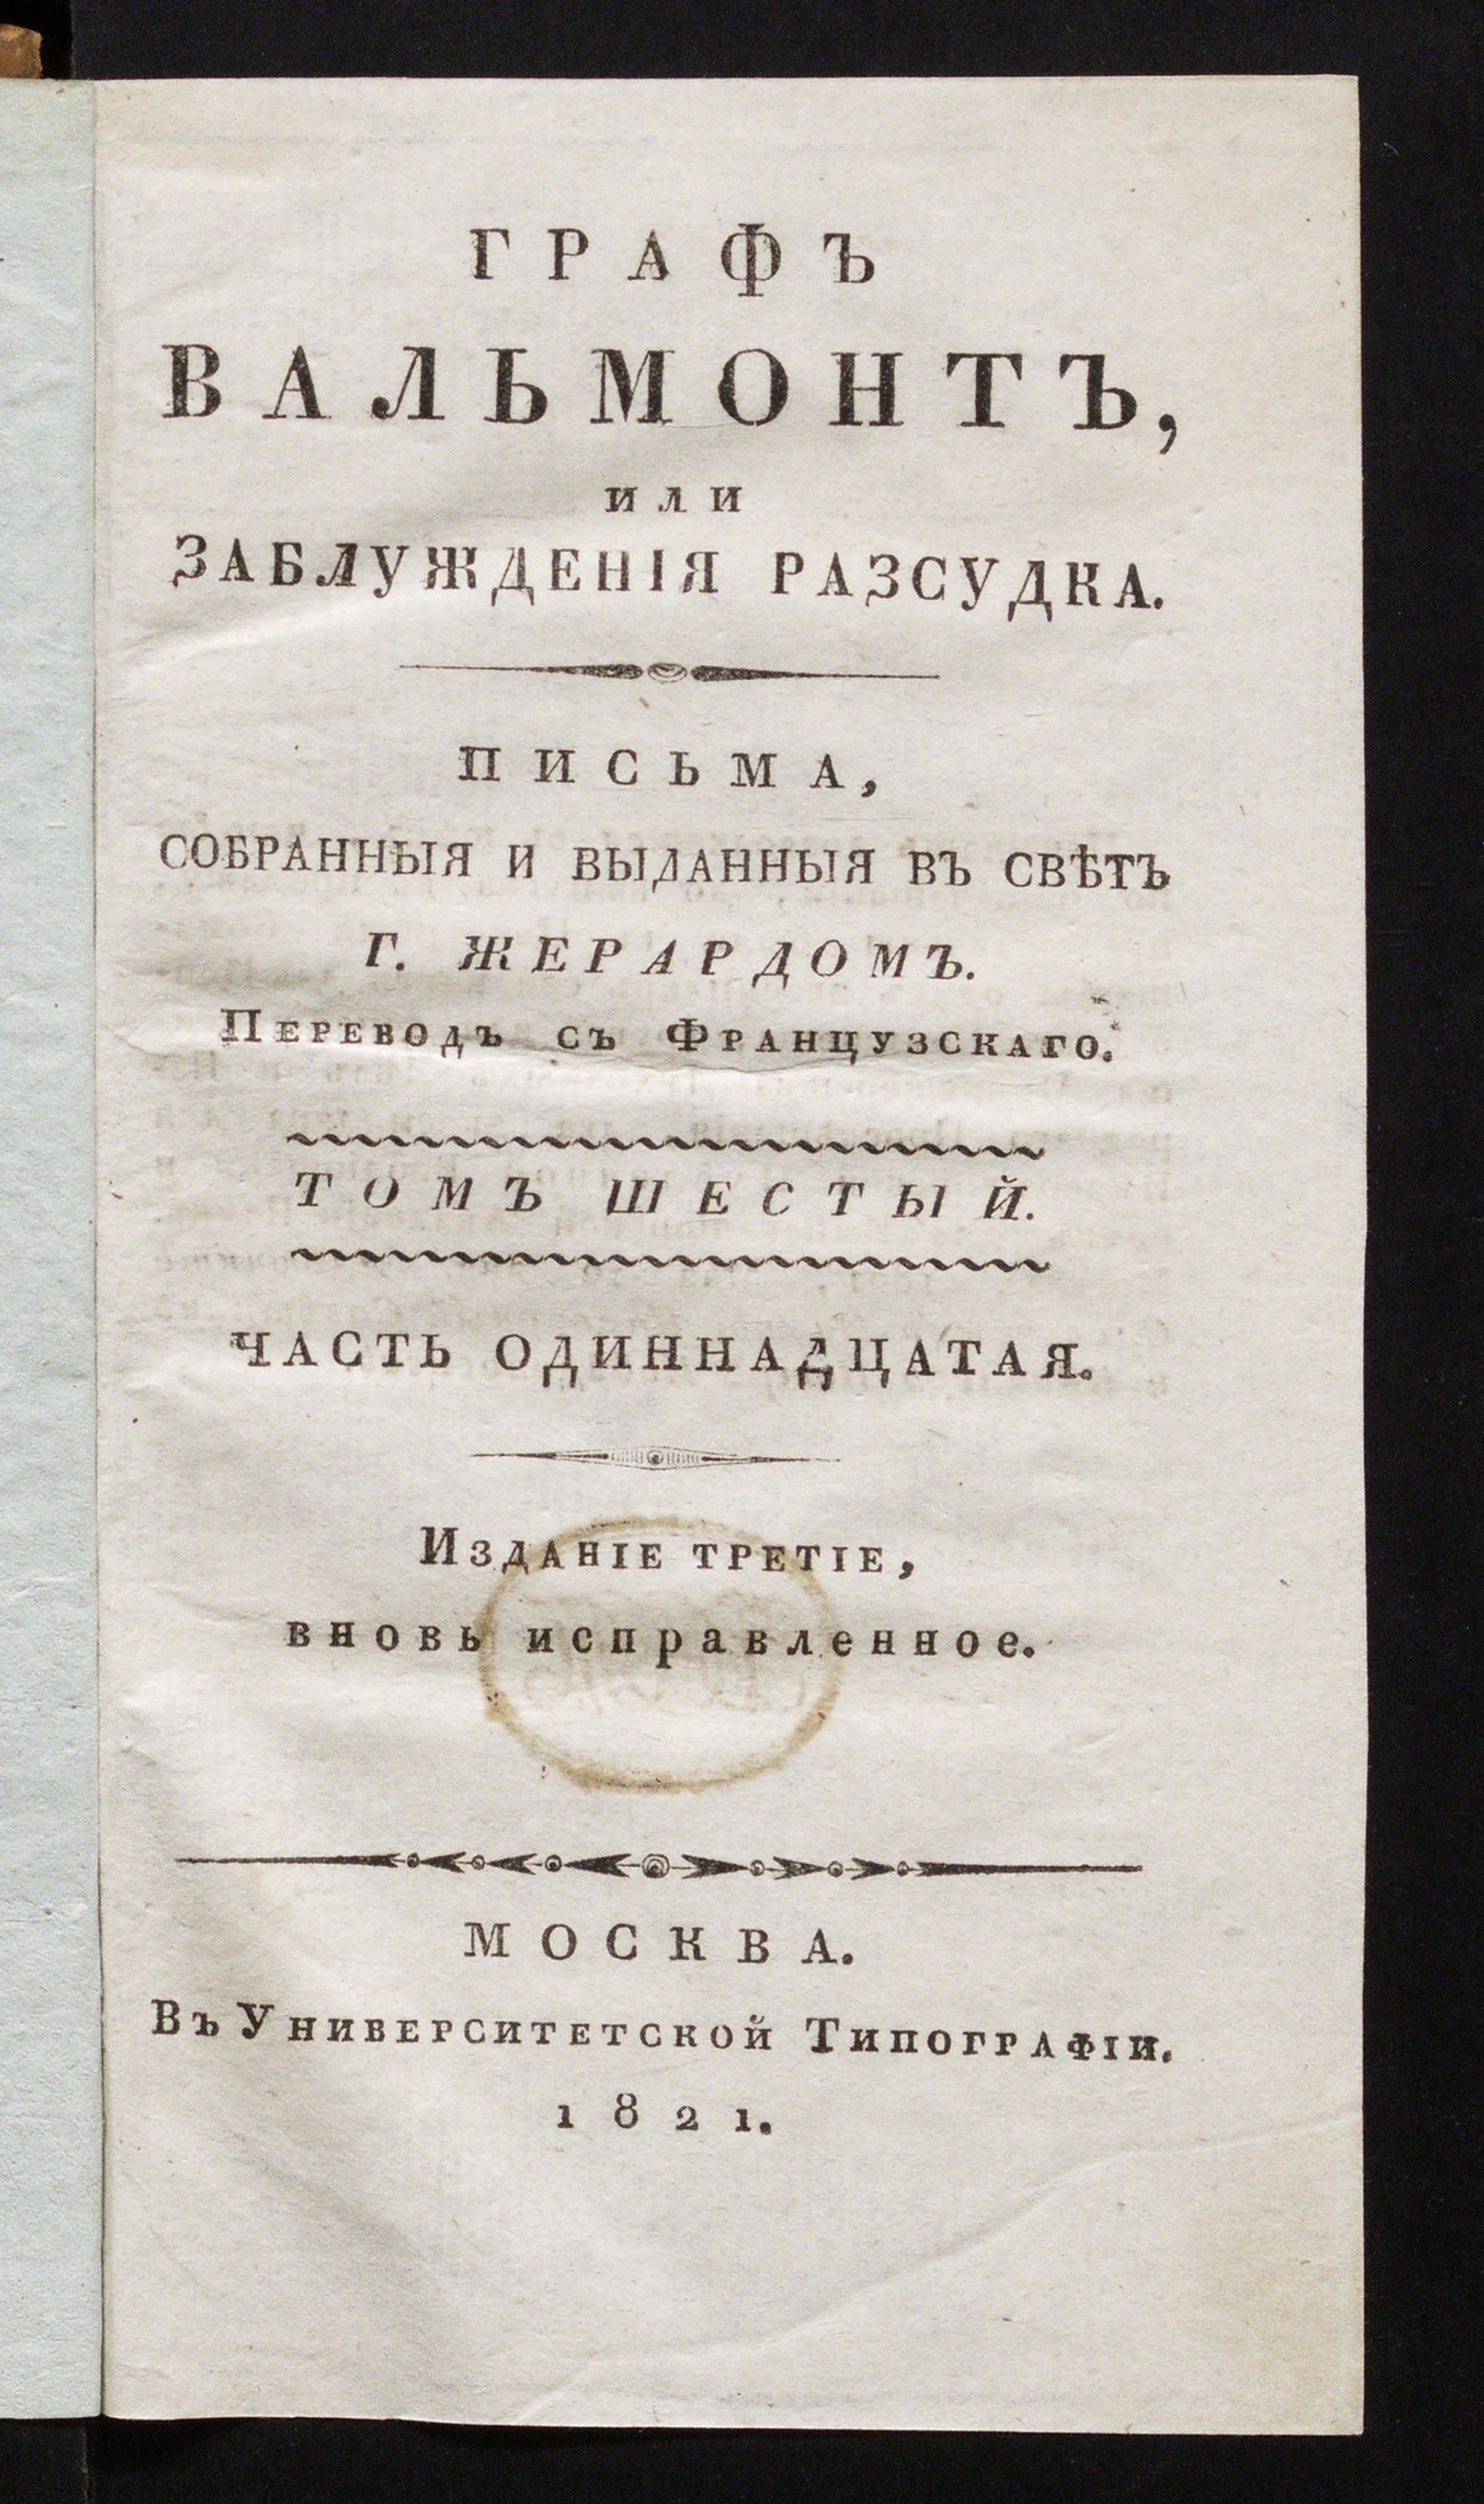 ГРАФЪ
ВАЛЬМОНТЪ,
или
ЗАБЛУЖДЕНІЯ РАЗСУДКА.
ПИСЬМА,
СОБРАННЫЯ И ВЫДАННЫЯ ВЪ СВѢТЪ
Г. ЖЕРАРДОМЪ.
Переводъ съ Французскаго.
ТОМЪ ШЕСТЫЙ.
ЧАСТЬ ОДИННАДЦАТАЯ.
Изданіе третіе,
вновь исправленное.
МОСКВА.
Въ Университетской Типографіи.
1821.